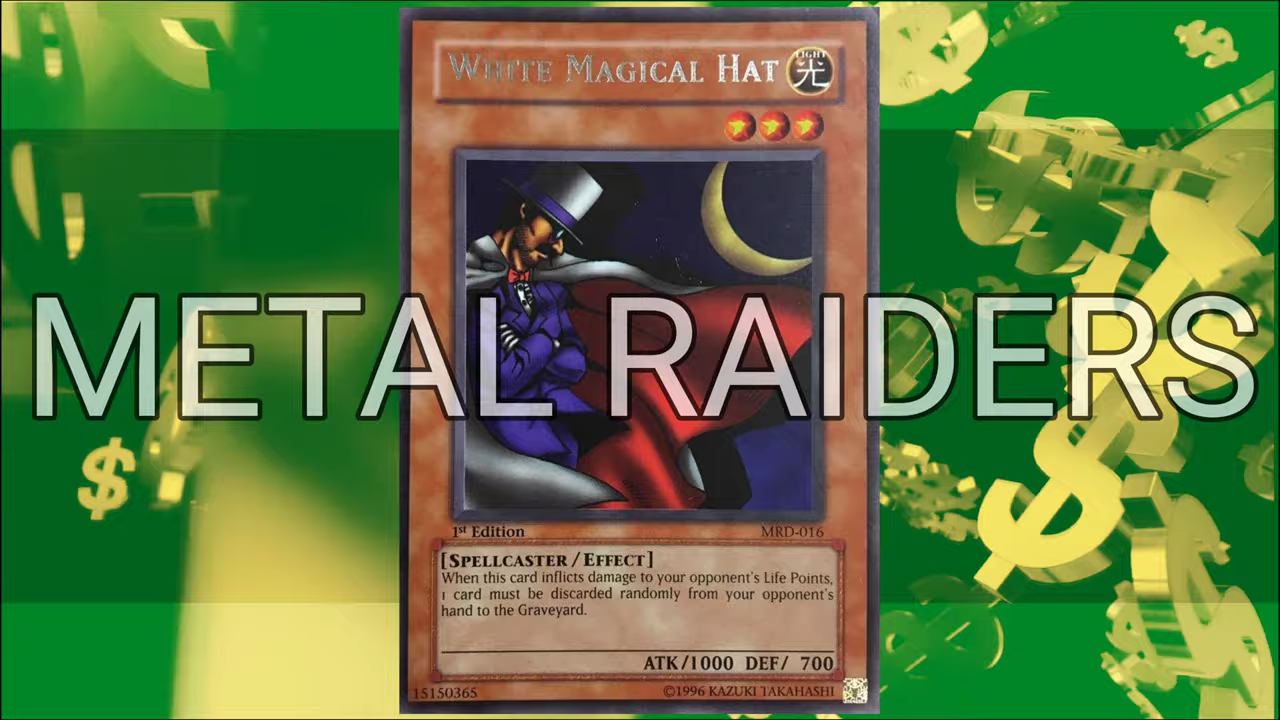 WHITE MAGICAL HAT
LIGHT
光
METAL RAIDERS
1st Edition
MRD-016
[SPELLCASTER / EFFECT]
When this card inflicts damage to your opponent's Life Points,
1 card must be discarded randomly from your opponent's
hand to the Graveyard.
ATK/1000 DEF/ 700
15150365
©1996 KAZUKI TAKAHASHI